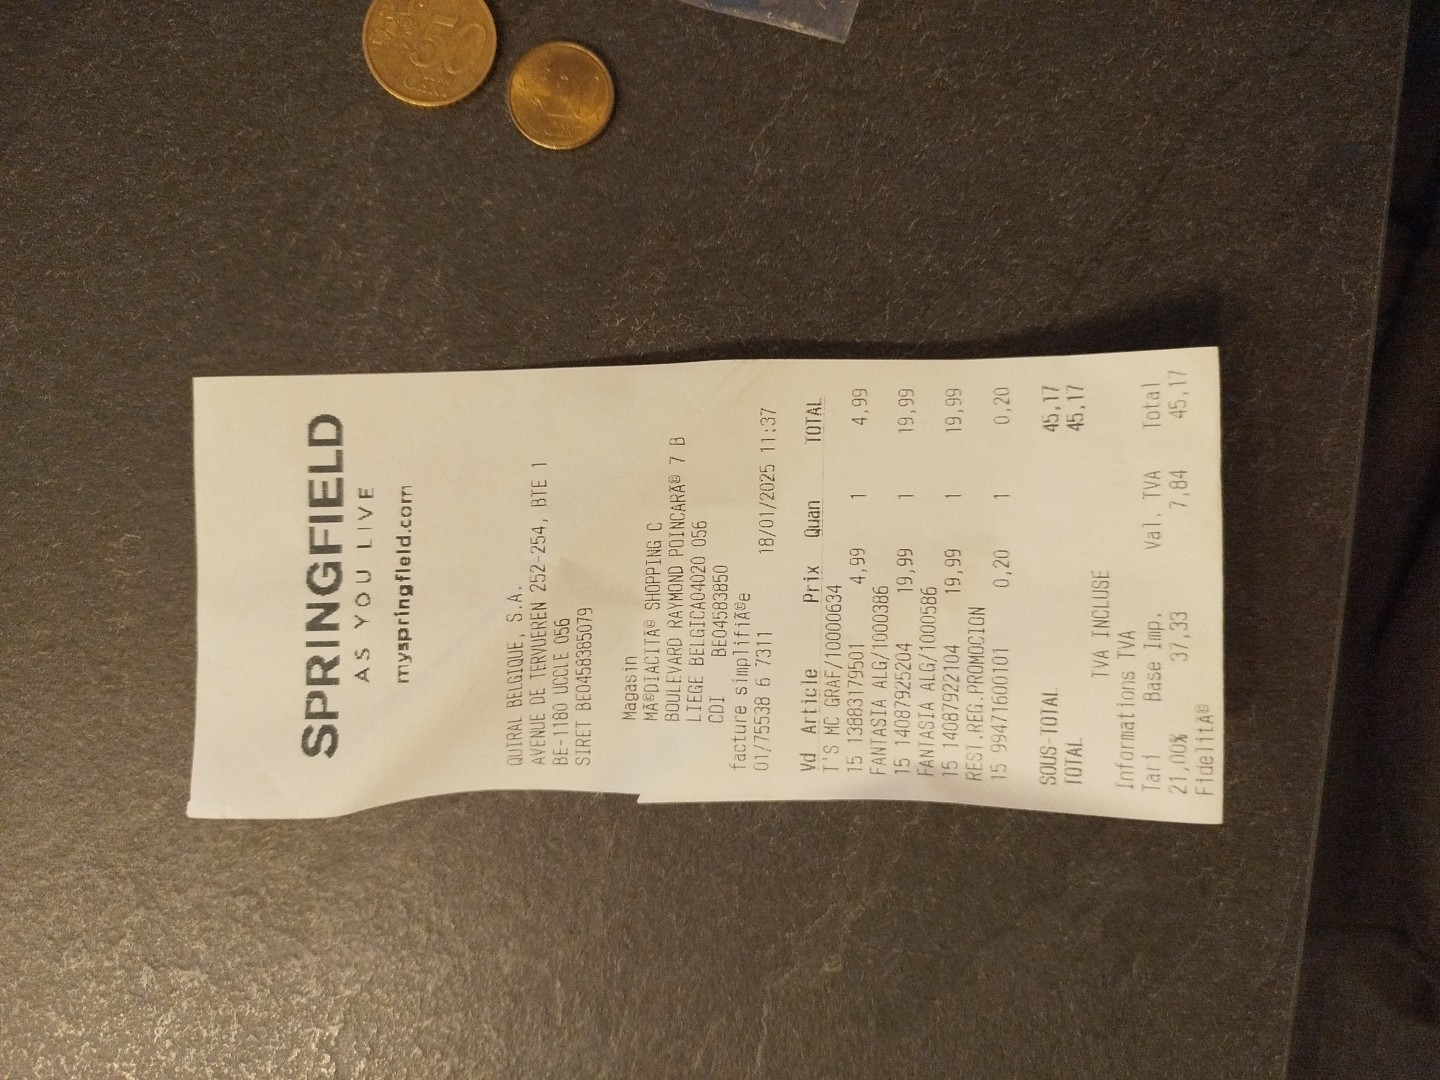 SPRINGFIELD
AS YOU LIVE
myspringfield.com
QUIRAL BELGIQUE, S.A.
AVENUE DE TERVUEREN 252-254, BTE 1
BE-1180 UCCLE 056
SIRET BE0458385079
Magasin
MÃ©DIACITÃ© SHOPPING C
BOULEVARD RAYMOND POINCARÃ© 7 B
LIEGE BELGICA04020 056
CDI BE04583850
facture simplifiÃ©e
01/75538 6 7311 18/01/2025 11:37
Vd Article Prix Quan TOTAL
T'S MC GRAF/10000634
15 13883179501 4,99 1 4,99
FANTASIA ALG/1000386
15 14087925204 19,99 1 19,99
FANTASIA ALG/1000586
15 14087922104 19,99 1 19,99
REST.REG.PROMOCION
15 99471600101 0,20 1 0,20
SOUS-TOTAL 45,17
TOTAL 45,17
TVA INCLUSE
Informations TVA
Tari Base Imp. Val. TVA Total
21,00% 37,33 7,84 45,17
FidelitÃ©
50
CENT
10
CENT